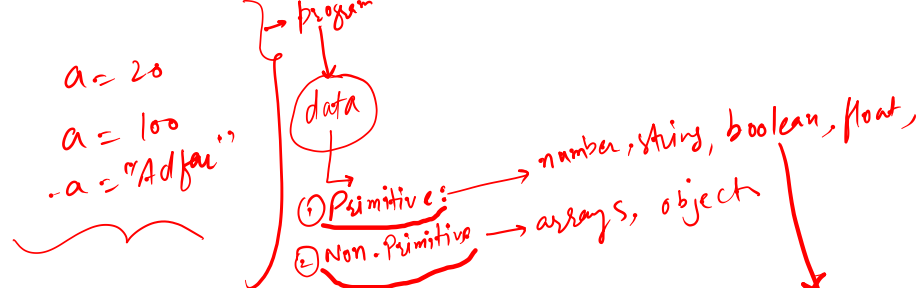 program
a = 20
data
a = 100
a = "Adfar"
number, string, boolean, float,
① Primitive:
arrays, object
② Non-Primitive